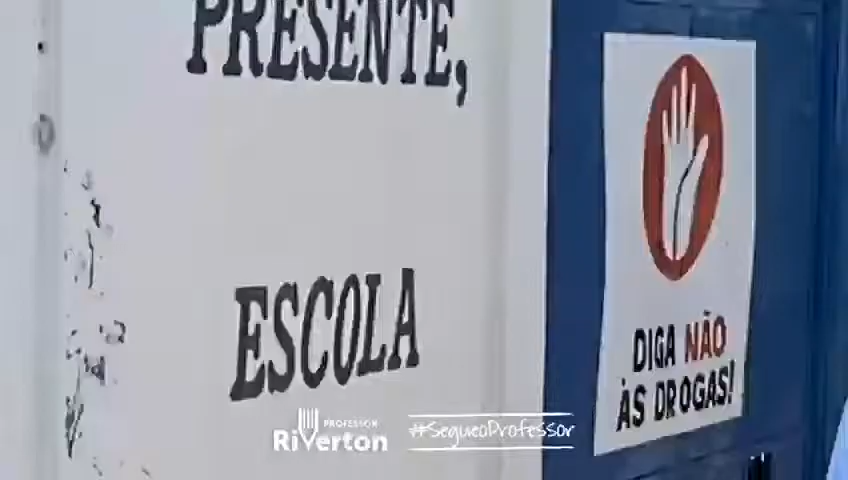 PRESENTE,
ESCOLA
DIGA NÃO
ÀS DROGAS!
PROFESSOR
RiVerton
#SegueoProfessor